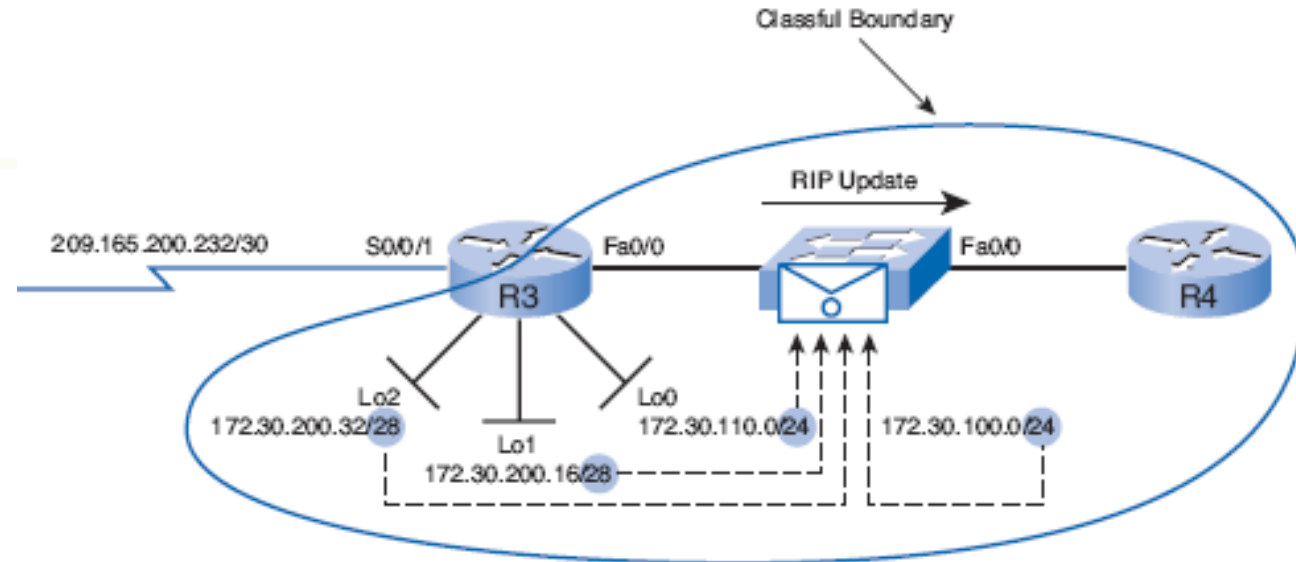 Classful Boundary
RIP Update
209.165.200.232/30
S0/0/1
Fa0/0
Fa0/0
R3
R4
Lo2
172.30.200.32/28
Lo1
172.30.200.16/28
Lo0
172.30.110.0/24
172.30.100.0/24